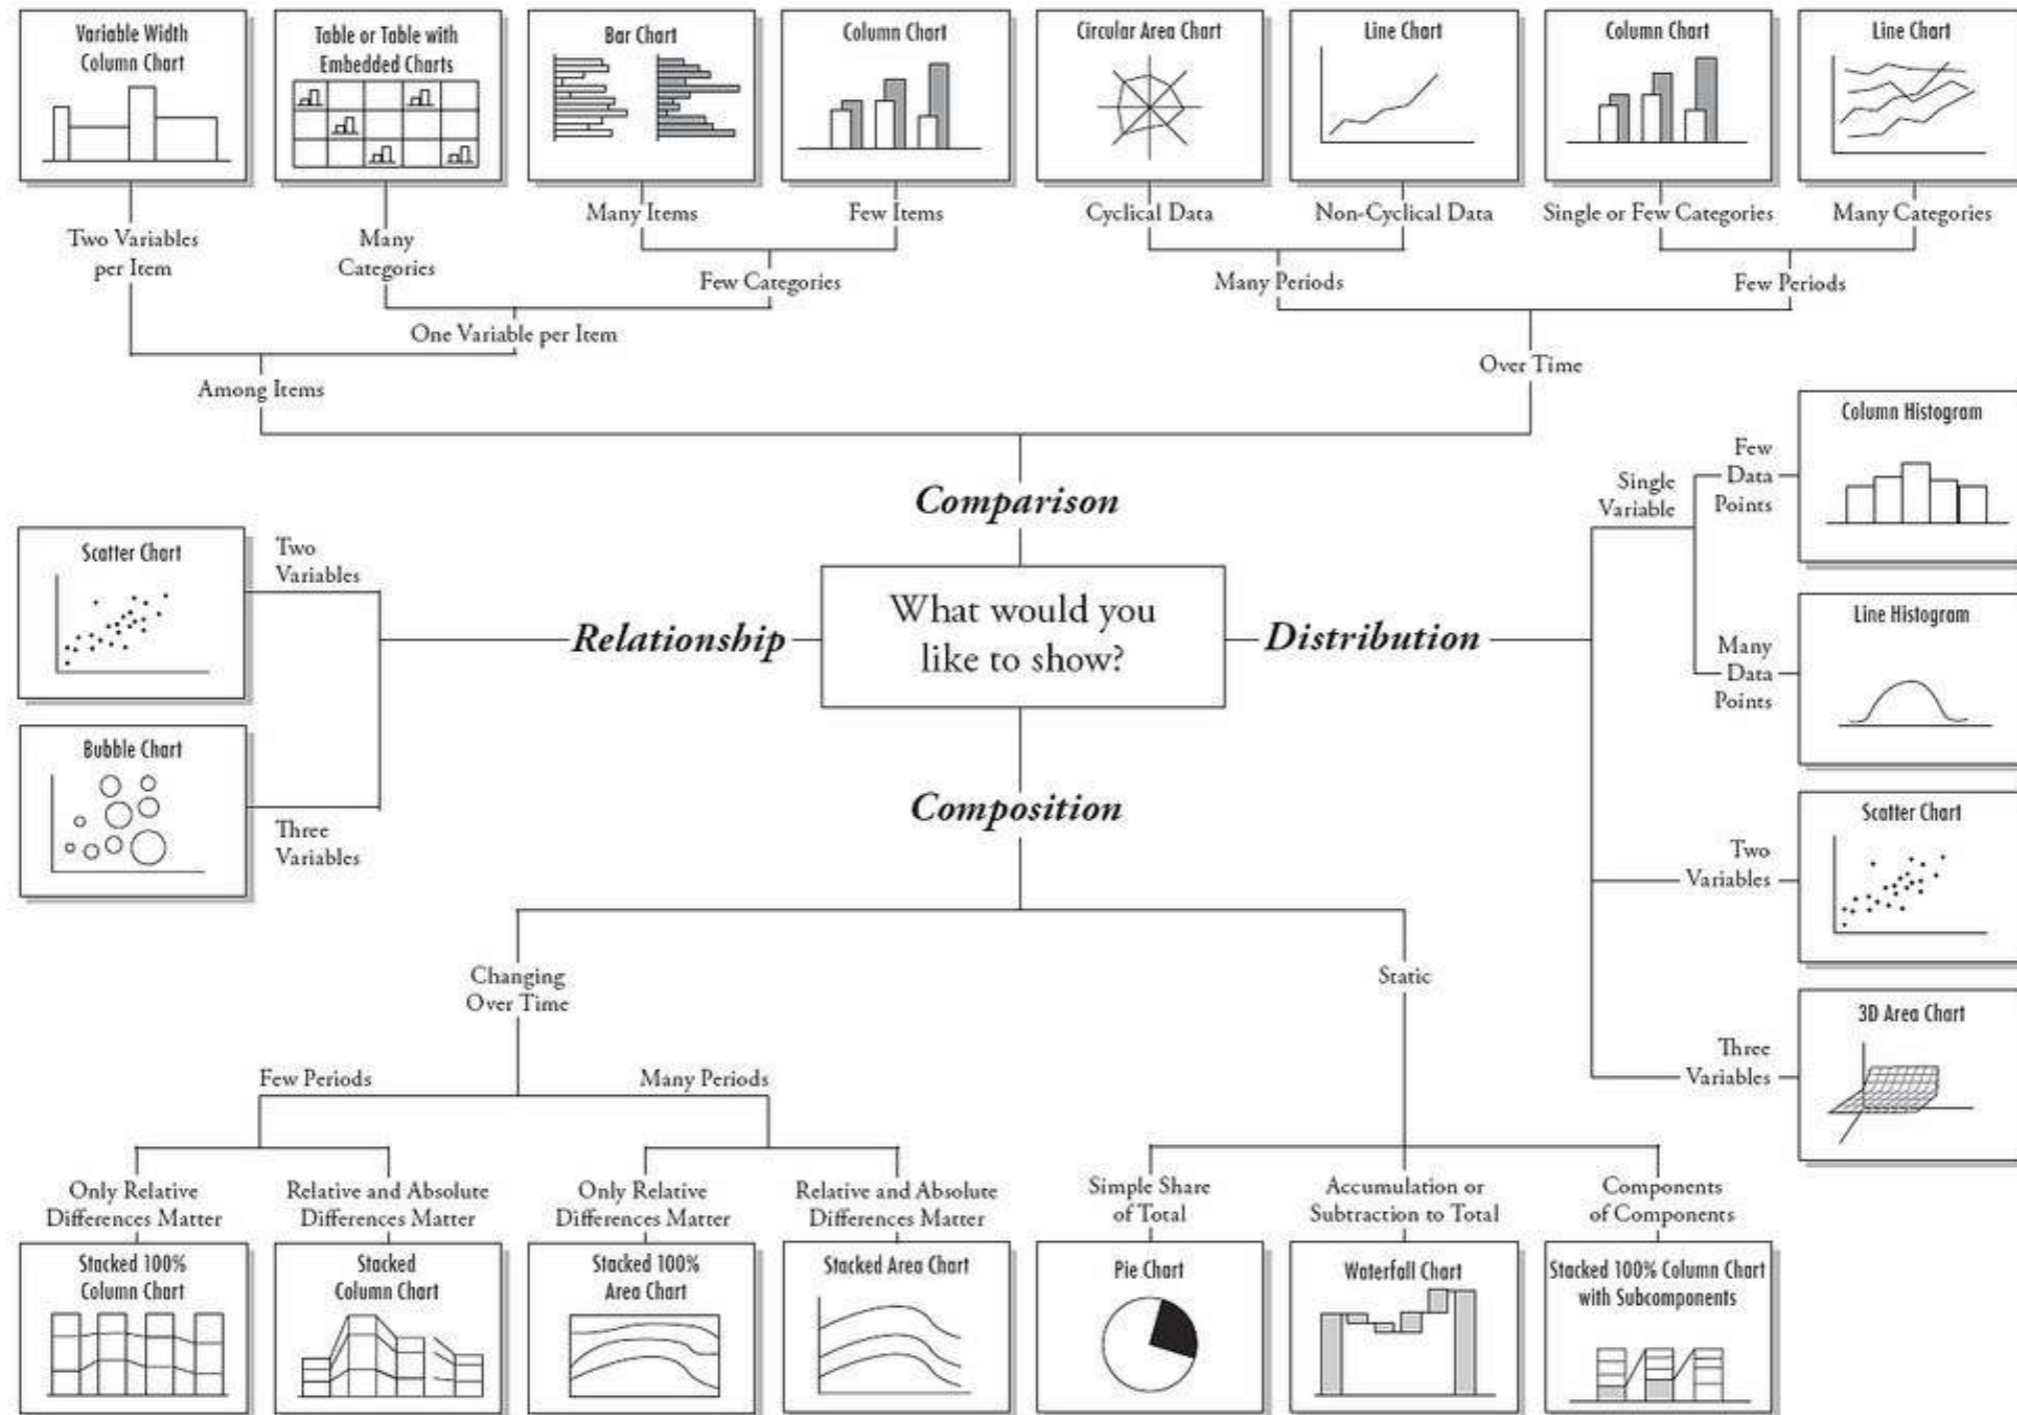 Variable Width
Column Chart
Table or Table with
Embedded Charts
Bar Chart
Column Chart
Circular Area Chart
Line Chart
Column Chart
Line Chart
Two Variables
per Item
Many
Categories
Many Items
Few Items
Cyclical Data
Non-Cyclical Data
Single or Few Categories
Many Categories
Few Categories
Many Periods
Few Periods
One Variable per Item
Over Time
Among Items
Comparison
Scatter Chart
Two
Variables
Relationship
Bubble Chart
Three
Variables
What would you
like to show?
Distribution
Single
Variable
Few
Data
Points
Column Histogram
Many
Data
Points
Line Histogram
Two
Variables
Scatter Chart
Three
Variables
3D Area Chart
Composition
Changing
Over Time
Static
Few Periods
Many Periods
Only Relative
Differences Matter
Relative and Absolute
Differences Matter
Only Relative
Differences Matter
Relative and Absolute
Differences Matter
Simple Share
of Total
Accumulation or
Subtraction to Total
Components
of Components
Stacked 100%
Column Chart
Stacked
Column Chart
Stacked 100%
Area Chart
Stacked Area Chart
Pie Chart
Waterfall Chart
Stacked 100% Column Chart
with Subcomponents